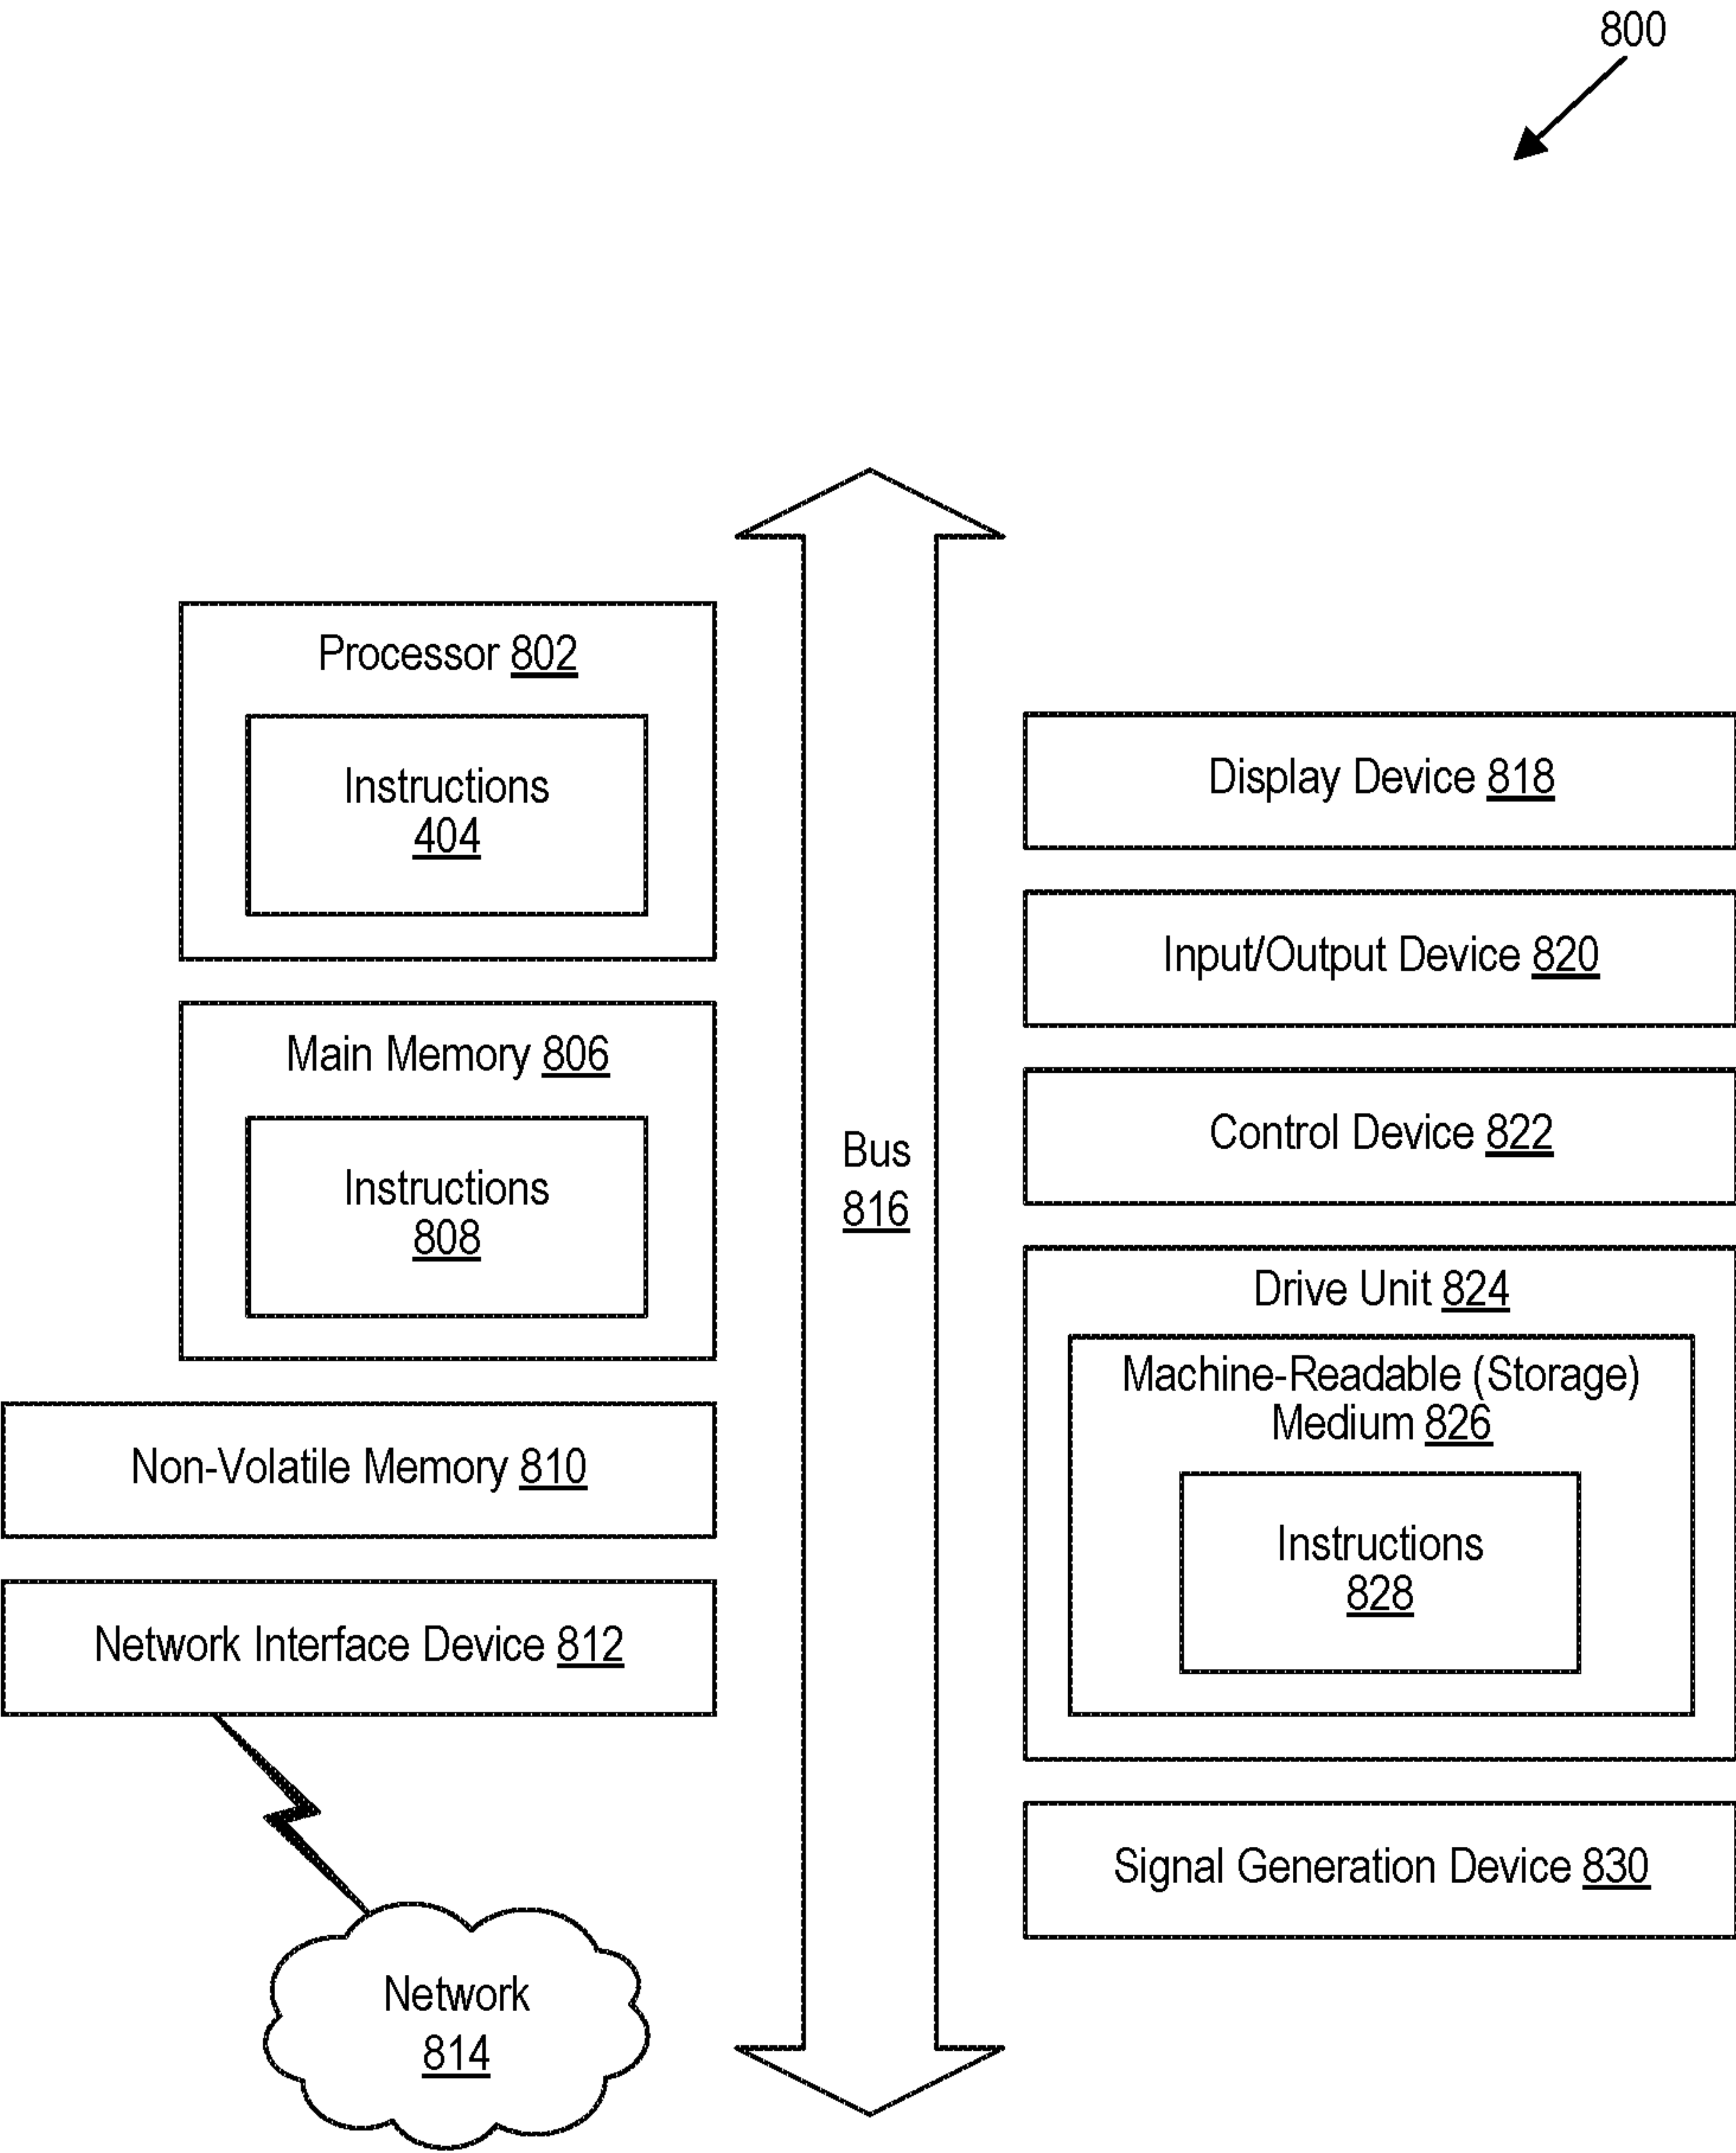 800
Processor 802
Instructions
404
Main Memory 806
Instructions
808
Non-Volatile Memory 810
Network Interface Device 812
Network
814
Bus
816
Display Device 818
Input/Output Device 820
Control Device 822
Drive Unit 824
Machine-Readable (Storage)
Medium 826
Instructions
828
Signal Generation Device 830